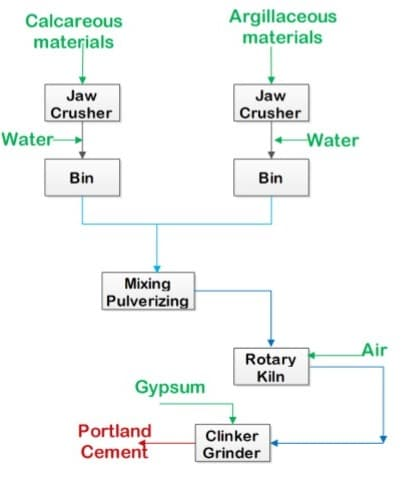 Calcareous
materials
Argillaceous
materials
Jaw
Crusher
Jaw
Crusher
Water
Water
Bin
Bin
Mixing
Pulverizing
Rotary
Kiln
Air
Gypsum
Portland
Cement
Clinker
Grinder